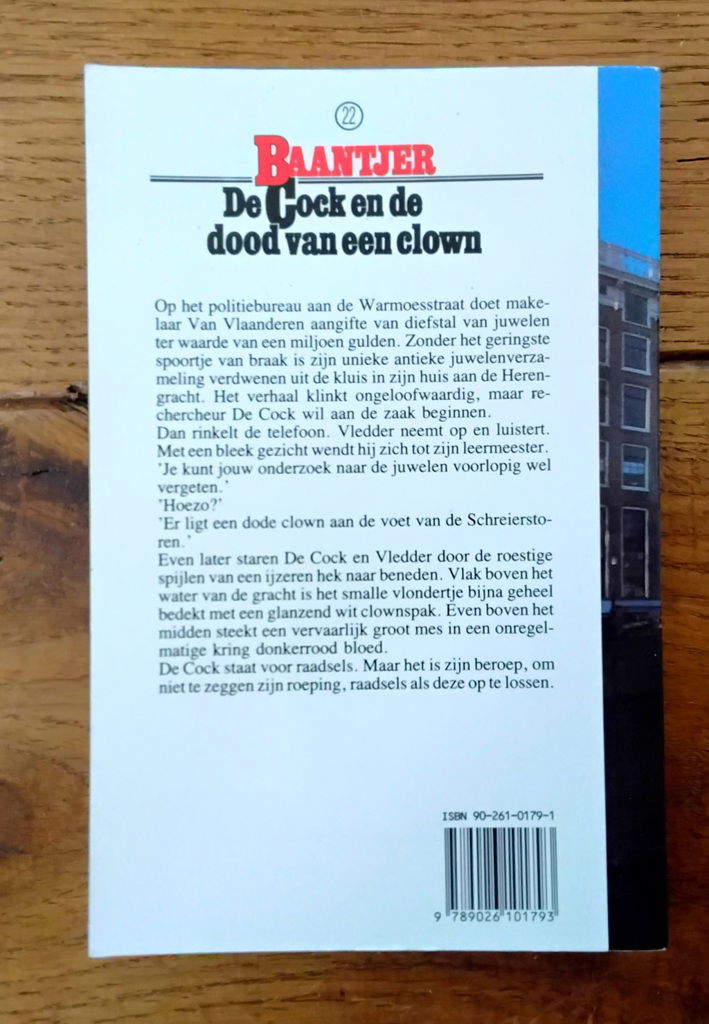 22
BAANTJER
De Cock en de
dood van een clown
Op het politiebureau aan de Warmoesstraat doet make-
laar Van Vlaanderen aangifte van diefstal van juwelen
ter waarde van een miljoen gulden. Zonder het geringste
spoortje van braak is zijn unieke antieke juwelenverza-
meling verdwenen uit de kluis in zijn huis aan de Heren-
gracht. Het verhaal klinkt ongeloofwaardig, maar re-
chercheur De Cock wil aan de zaak beginnen.
Dan rinkelt de telefoon. Vledder neemt op en luistert.
Met een bleek gezicht wendt hij zich tot zijn leermeester.
'Je kunt jouw onderzoek naar de juwelen voorlopig wel
vergeten.'
'Hoezo?'
'Er ligt een dode clown aan de voet van de Schreiersto-
ren.'
Even later staren De Cock en Vledder door de roestige
spijlen van een ijzeren hek naar beneden. Vlak boven het
water van de gracht is het smalle vlondertje bijna geheel
bedekt met een glanzend wit clownspak. Even boven het
midden steekt een vervaarlijk groot mes in een onregel-
matige kring donkerrood bloed.
De Cock staat voor raadsels. Maar het is zijn beroep, om
niet te zeggen zijn roeping, raadsels als deze op te lossen.
ISBN 90-261-0179-1
9 789026 101793